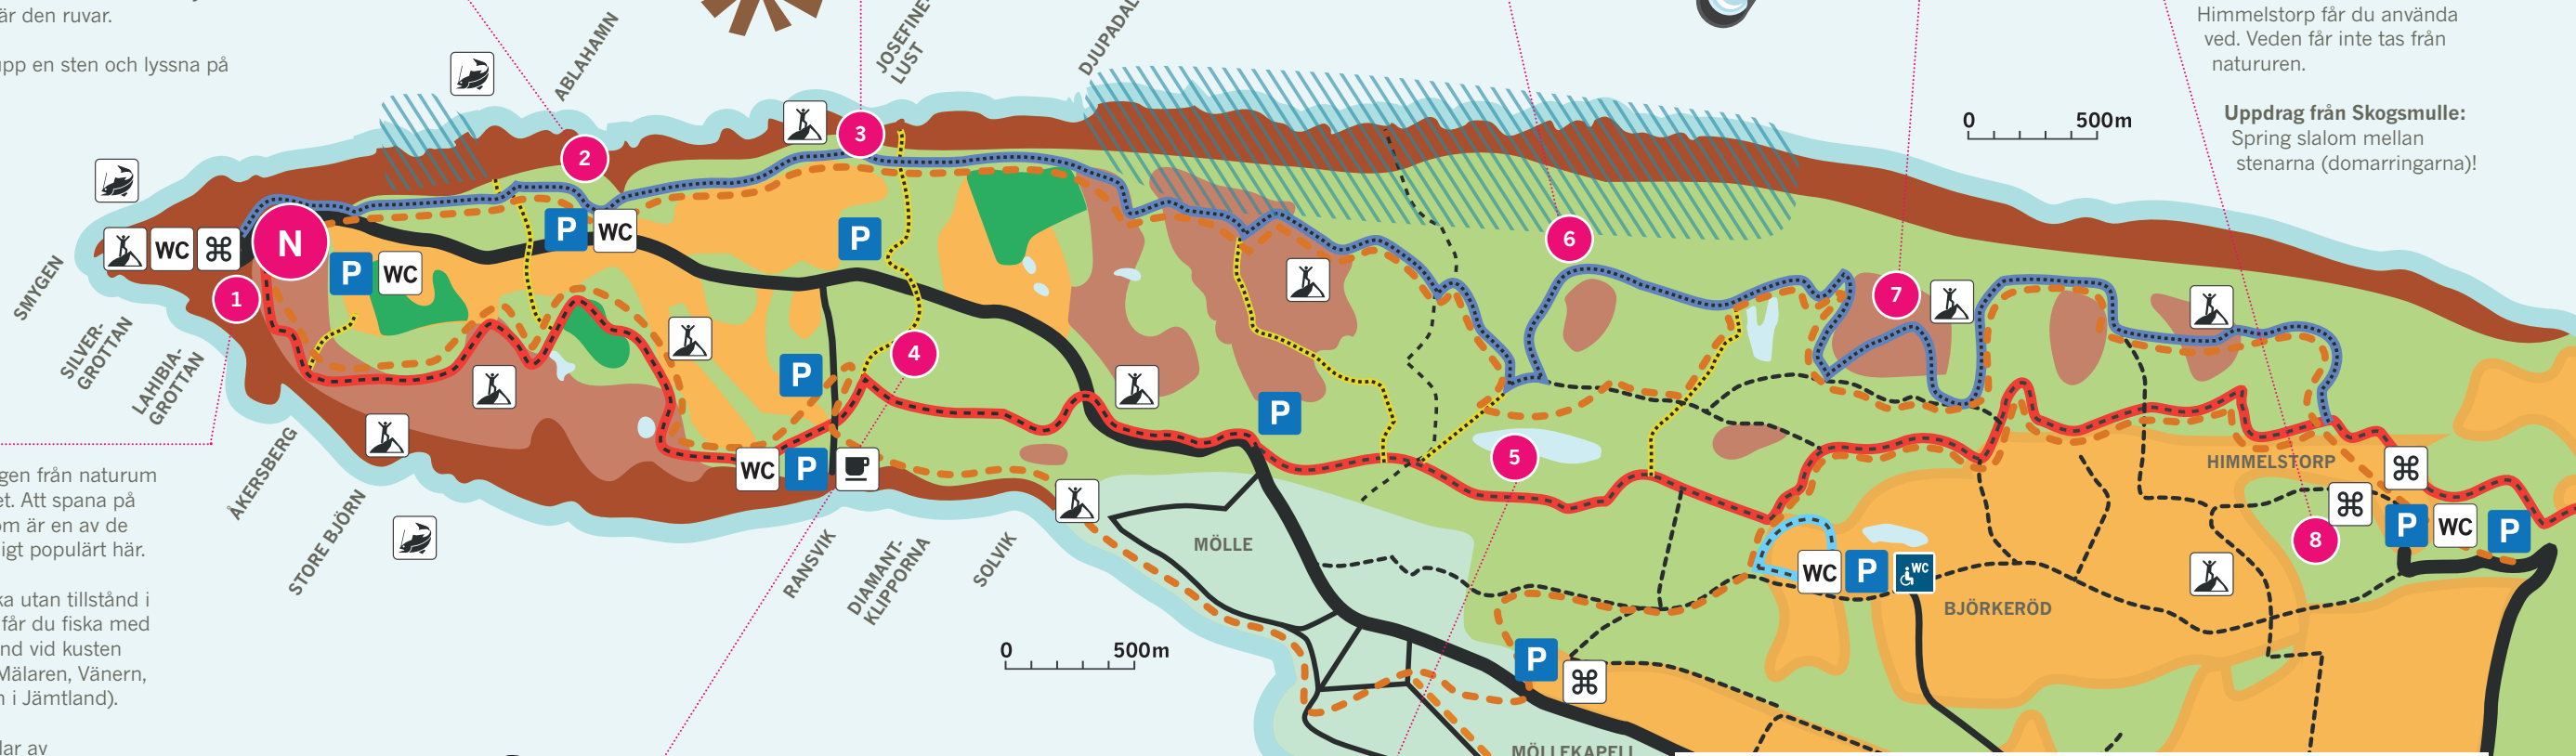 är den ruvar.
upp en sten och lyssna på
ABLAHAMN
JOSEFINE-
LUST
DJUPADAL
Himmelstorp får du använda
ved. Veden får inte tas från
natururen.
Uppdrag från Skogsmulle:
Spring slalom mellan
stenarna (domarringarna)!
0 500m
3
2
P WC
P
6
WC
N
P WC
1
7
SMYGEN
SILVER-
GROTTAN
LAHIBIA-
GROTTAN
4
P
P
5
WC P
ÅKERSBERG
STORE BJÖRN
RANSVIK
DIAMANT-
KLIPPORNA
SOLVIK
MÖLLE
HIMMELSTORP
P WC P
8
WC P WC
BJÖRKERÖD
0 500m
P
MÖLLEKAPELL
gen från naturum
et. Att spana på
om är en av de
ligt populärt här.
ka utan tillstånd i
får du fiska med
nd vid kusten
Mälaren, Vänern,
n i Jämtland).
lar av